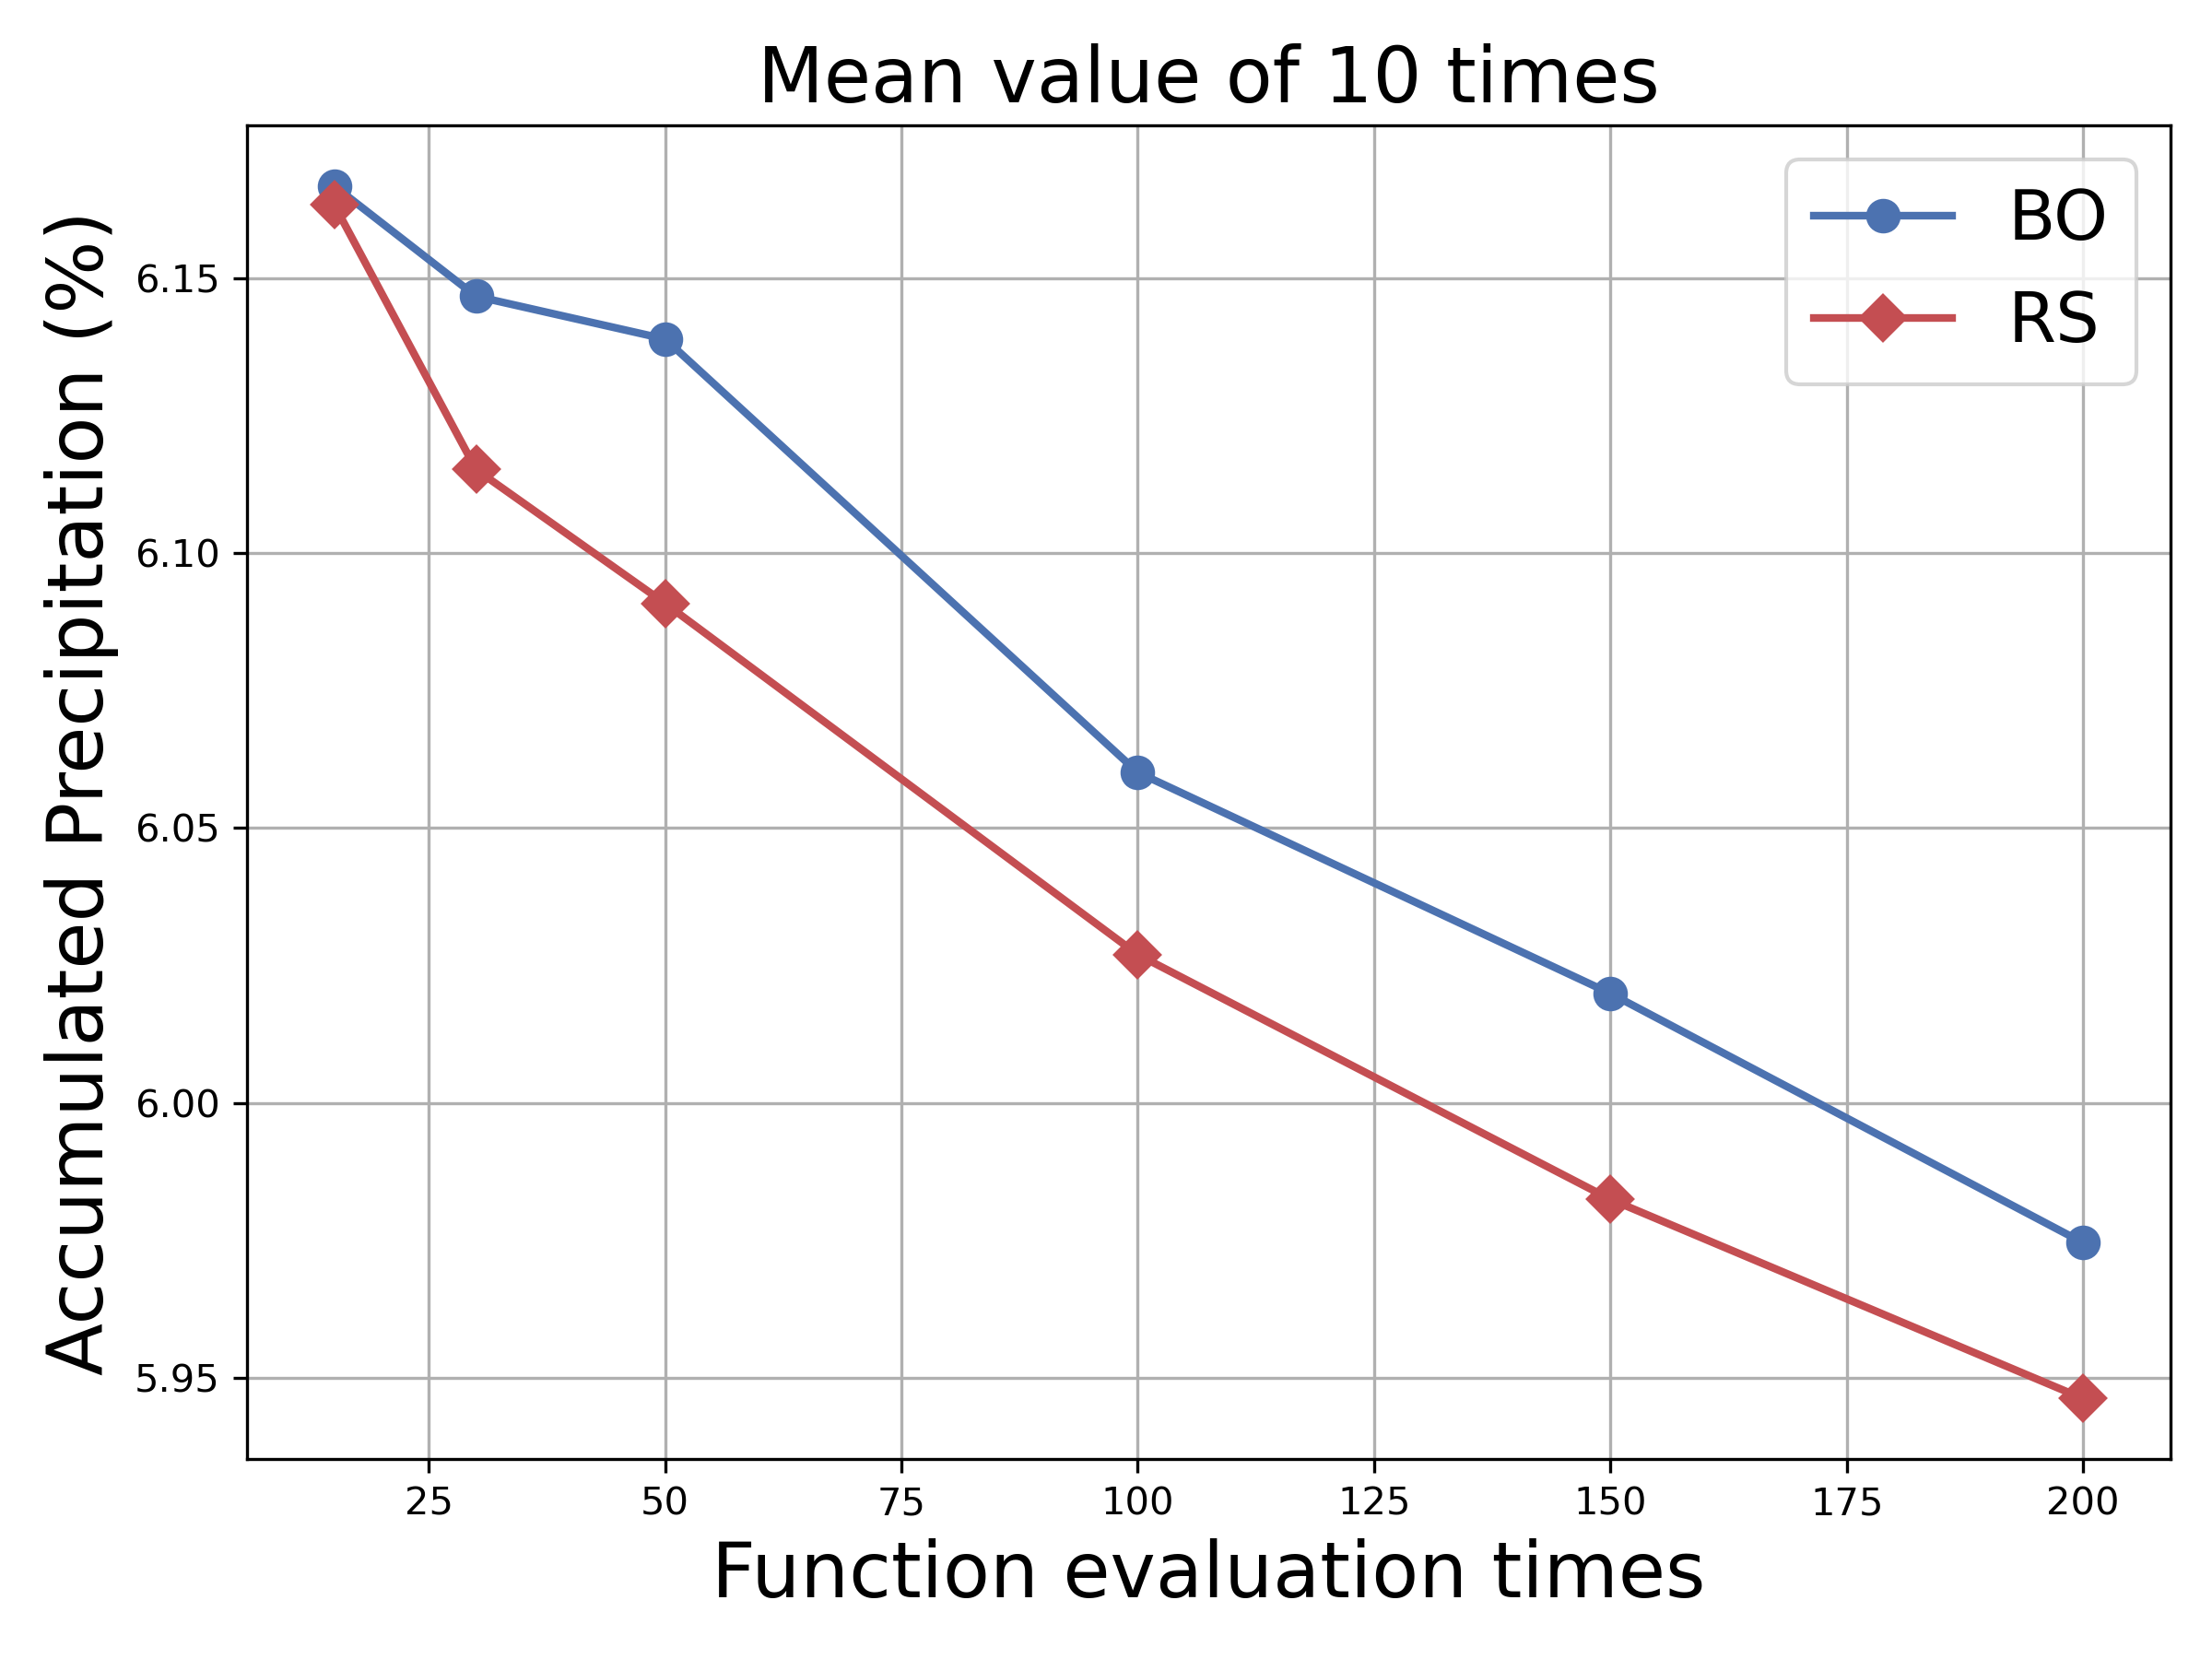 Mean value of 10 times
BO
RS
Accumulated Precipitation (%)
6.15
6.10
6.05
6.00
5.95
25 50 75 100 125 150 175 200
Function evaluation times